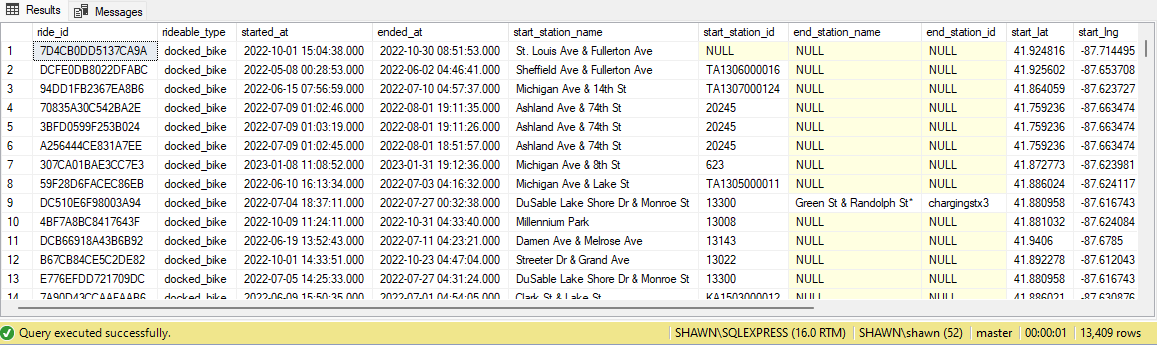 Results Messages
ride_id rideable_type started_at ended_at start_station_name start_station_id end_station_name end_station_id start_lat start_lng
1 7D4CB0DD5137CA9A docked_bike 2022-10-01 15:04:38.000 2022-10-30 08:51:53.000 St. Louis Ave & Fullerton Ave NULL NULL NULL 41.924816 -87.714495
2 DCFE0DB8022DFABC docked_bike 2022-05-08 00:28:53.000 2022-06-02 04:46:41.000 Sheffield Ave & Fullerton Ave TA1306000016 NULL NULL 41.925602 -87.653708
3 94DD1FB2367EA8B6 docked_bike 2022-06-15 07:56:59.000 2022-07-10 04:57:37.000 Michigan Ave & 14th St TA1307000124 NULL NULL 41.864059 -87.623727
4 70835A30C542BA2E docked_bike 2022-07-09 01:02:46.000 2022-08-01 19:11:35.000 Ashland Ave & 74th St 20245 NULL NULL 41.759236 -87.663474
5 3BFD0599F253B024 docked_bike 2022-07-09 01:03:19.000 2022-08-01 19:11:26.000 Ashland Ave & 74th St 20245 NULL NULL 41.759236 -87.663474
6 A256444CE831A7EE docked_bike 2022-07-09 01:02:45.000 2022-08-01 18:51:57.000 Ashland Ave & 74th St 20245 NULL NULL 41.759236 -87.663474
7 307CA01BAE3CC7E3 docked_bike 2023-01-08 11:08:52.000 2023-01-31 19:12:36.000 Michigan Ave & 8th St 623 NULL NULL 41.872773 -87.623981
8 59F28D6FACEC86EB docked_bike 2022-06-10 16:13:34.000 2022-07-03 04:16:32.000 Michigan Ave & Lake St TA1305000011 NULL NULL 41.886024 -87.624117
9 DC510E6F98003A94 docked_bike 2022-07-04 18:37:11.000 2022-07-27 00:32:38.000 DuSable Lake Shore Dr & Monroe St 13300 Green St & Randolph St* chargingstx3 41.880958 -87.616743
10 4BF7A8BC8417643F docked_bike 2022-10-09 11:24:11.000 2022-10-31 04:33:40.000 Millennium Park 13008 NULL NULL 41.881032 -87.624084
11 DCB66918A43B6B92 docked_bike 2022-06-19 13:52:43.000 2022-07-11 04:23:21.000 Damen Ave & Melrose Ave 13143 NULL NULL 41.9406 -87.6785
12 B67CB84CE5C2DE82 docked_bike 2022-10-01 14:33:51.000 2022-10-23 04:47:04.000 Streeter Dr & Grand Ave 13022 NULL NULL 41.892278 -87.612043
13 E776EFDD721709DC docked_bike 2022-07-05 14:25:33.000 2022-07-27 04:31:24.000 DuSable Lake Shore Dr & Monroe St 13300 NULL NULL 41.880958 -87.616743
14 7A90D43CCAAFAAB6 docked_bike 2022-06-09 15:50:35.000 2022-07-01 04:54:05.000 Clark St & Lake St KA1503000012 NULL NULL 41.886021 -87.630876
Query executed successfully. SHAWN\SQLEXPRESS (16.0 RTM) SHAWN\shawn (52) master 00:00:01 13,409 rows